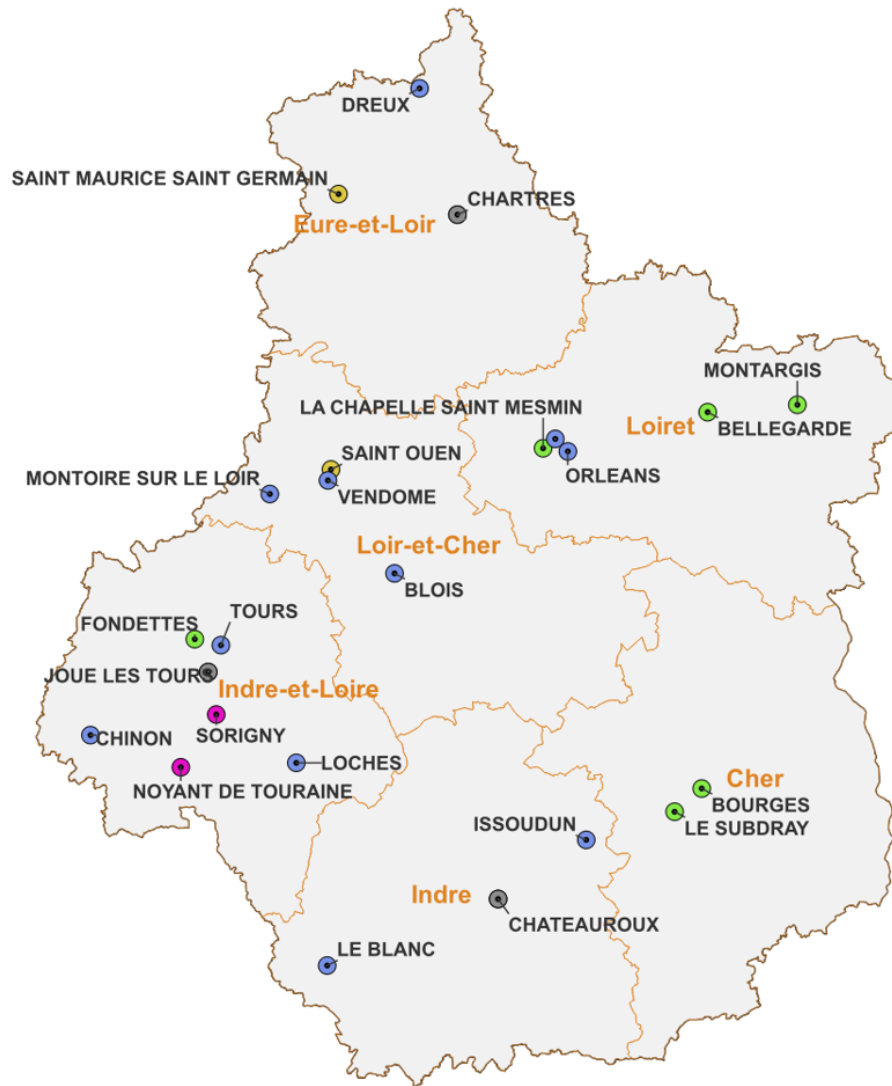 DREUX
SAINT MAURICE SAINT GERMAIN
CHARTRES
Eure-et-Loir
MONTARGIS
LA CHAPELLE SAINT MESMIN
Loiret
BELLEGARDE
SAINT OUEN
ORLEANS
MONTOIRE SUR LE LOIR
VENDOME
Loir-et-Cher
BLOIS
TOURS
FONDETTES
JOUE LES TOURS
Indre-et-Loire
SORIGNY
CHINON
LOCHES
NOYANT DE TOURAINE
Cher
BOURGES
ISSOUDUN
LE SUBDRAY
Indre
CHATEAUROUX
LE BLANC